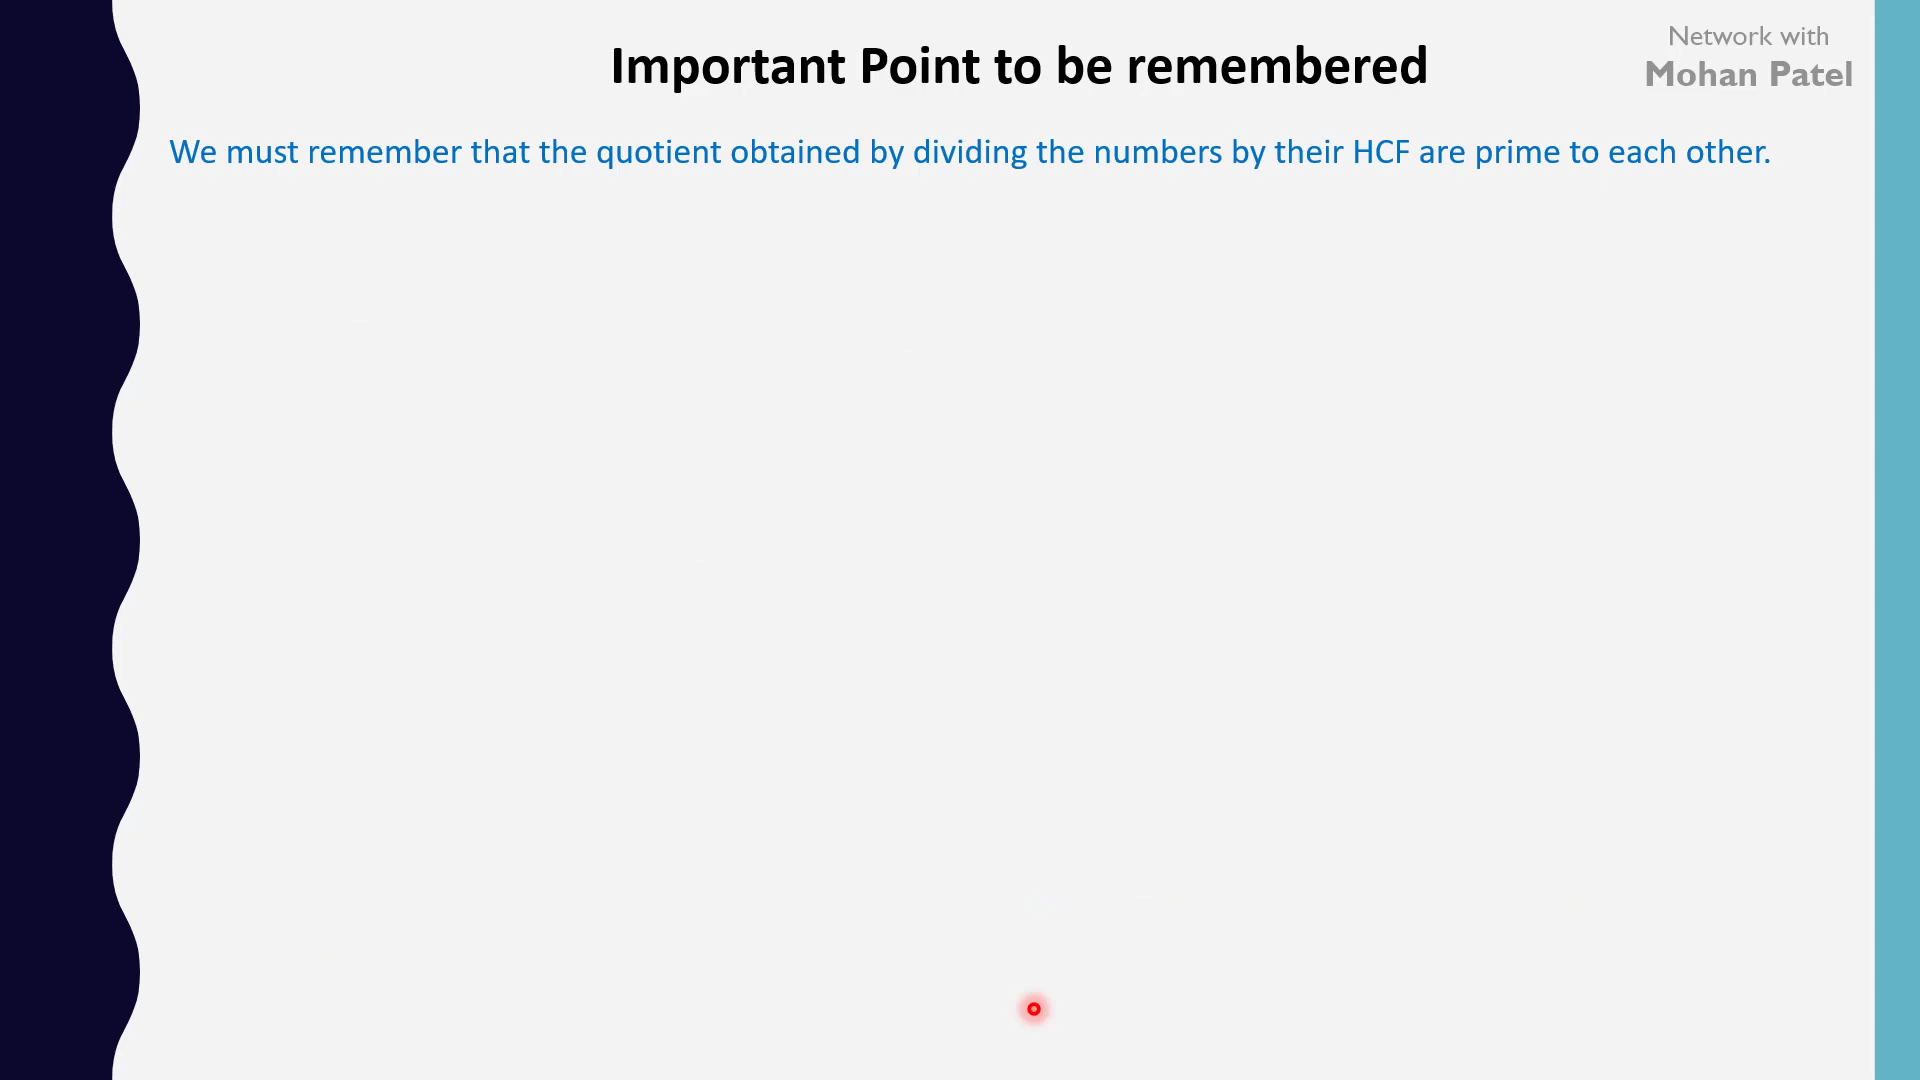 Important Point to be remembered
Network with
Mohan Patel
We must remember that the quotient obtained by dividing the numbers by their HCF are prime to each other.